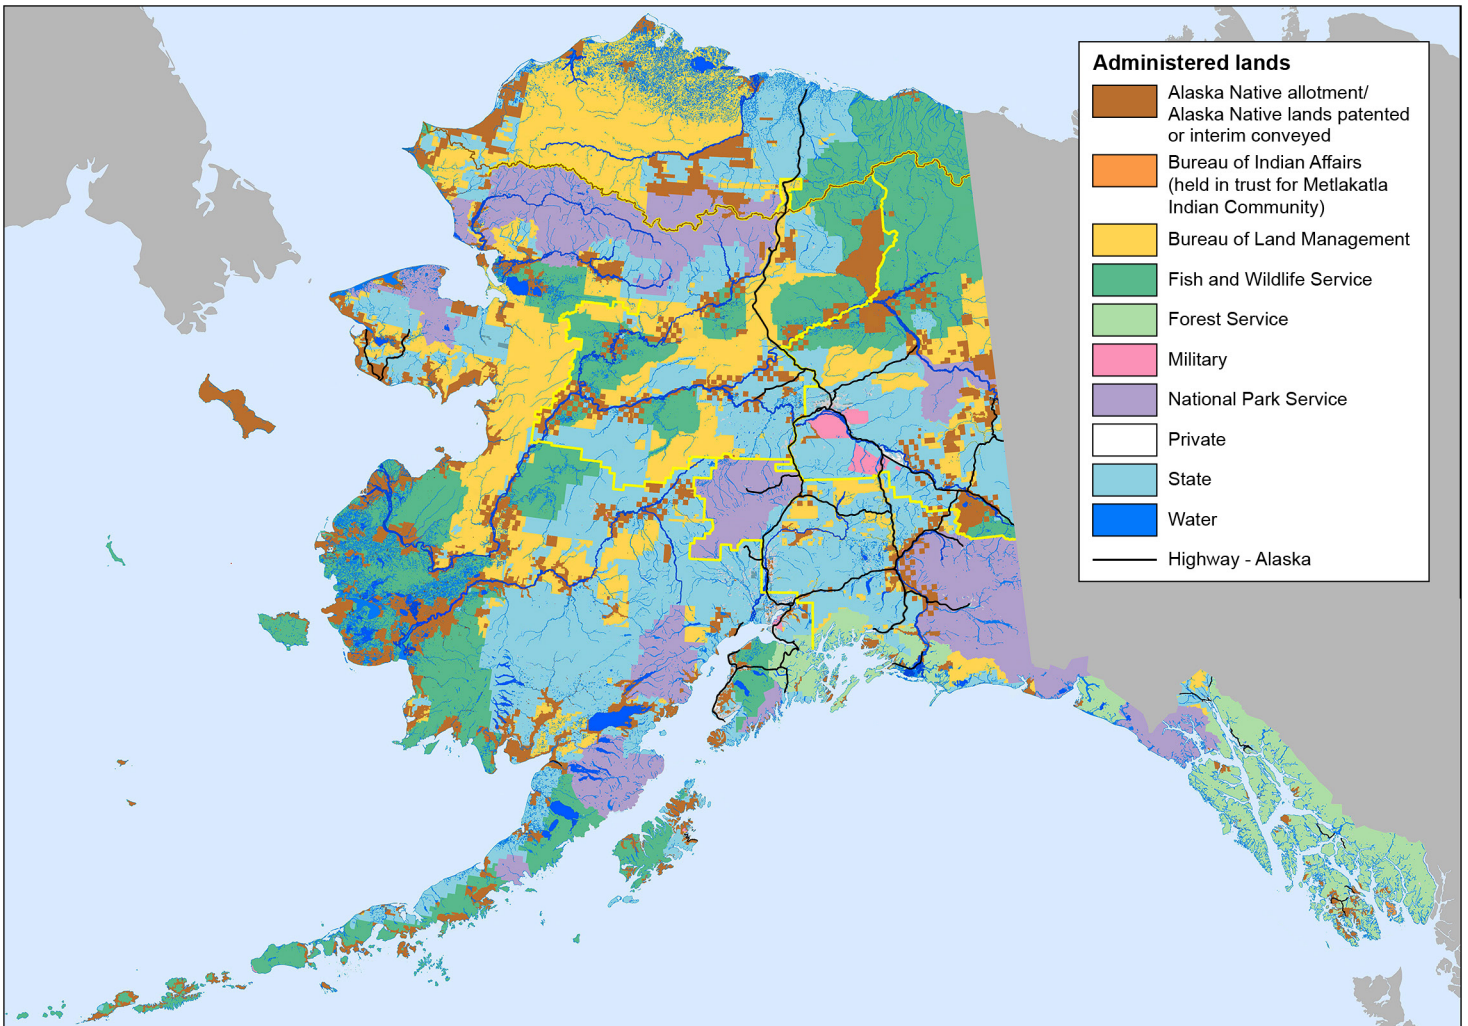 Administered lands
Alaska Native allotment/
Alaska Native lands patented
or interim conveyed
Bureau of Indian Affairs
(held in trust for Metlakatla
Indian Community)
Bureau of Land Management
Fish and Wildlife Service
Forest Service
Military
National Park Service
Private
State
Water
Highway - Alaska